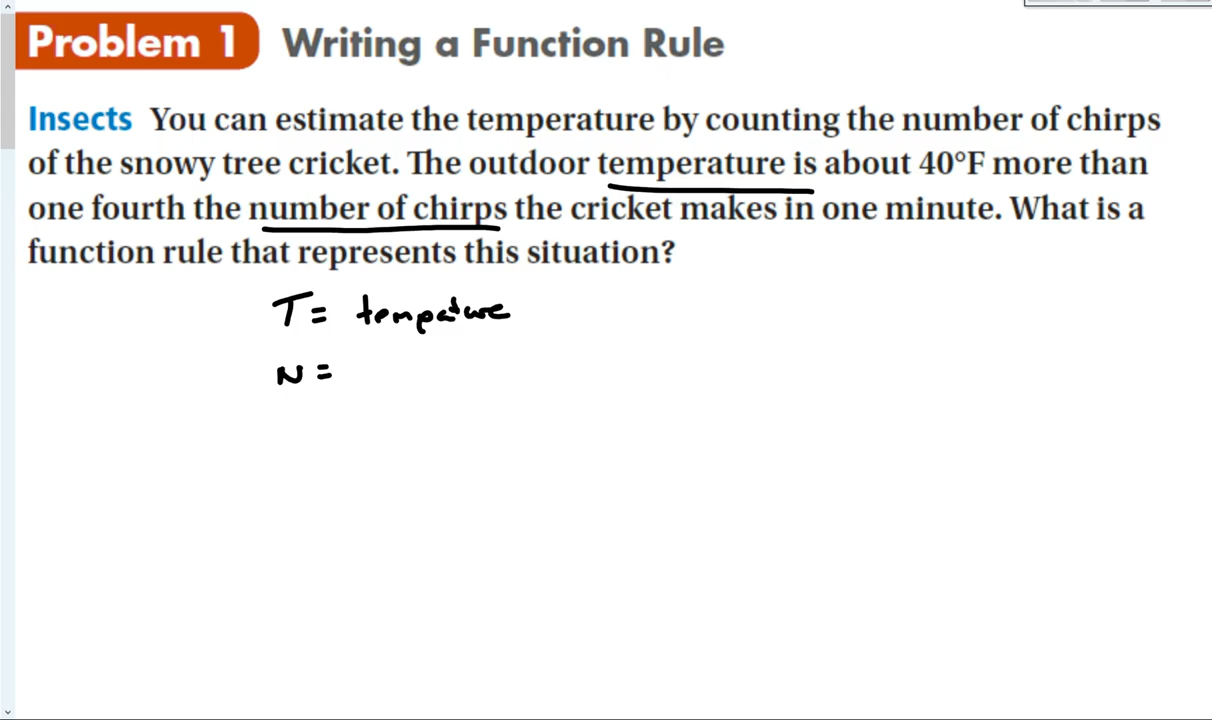 Problem 1 Writing a Function Rule
Insects You can estimate the temperature by counting the number of chirps
of the snowy tree cricket. The outdoor temperature is about 40°F more than
one fourth the number of chirps the cricket makes in one minute. What is a
function rule that represents this situation?
T = tempature
N =